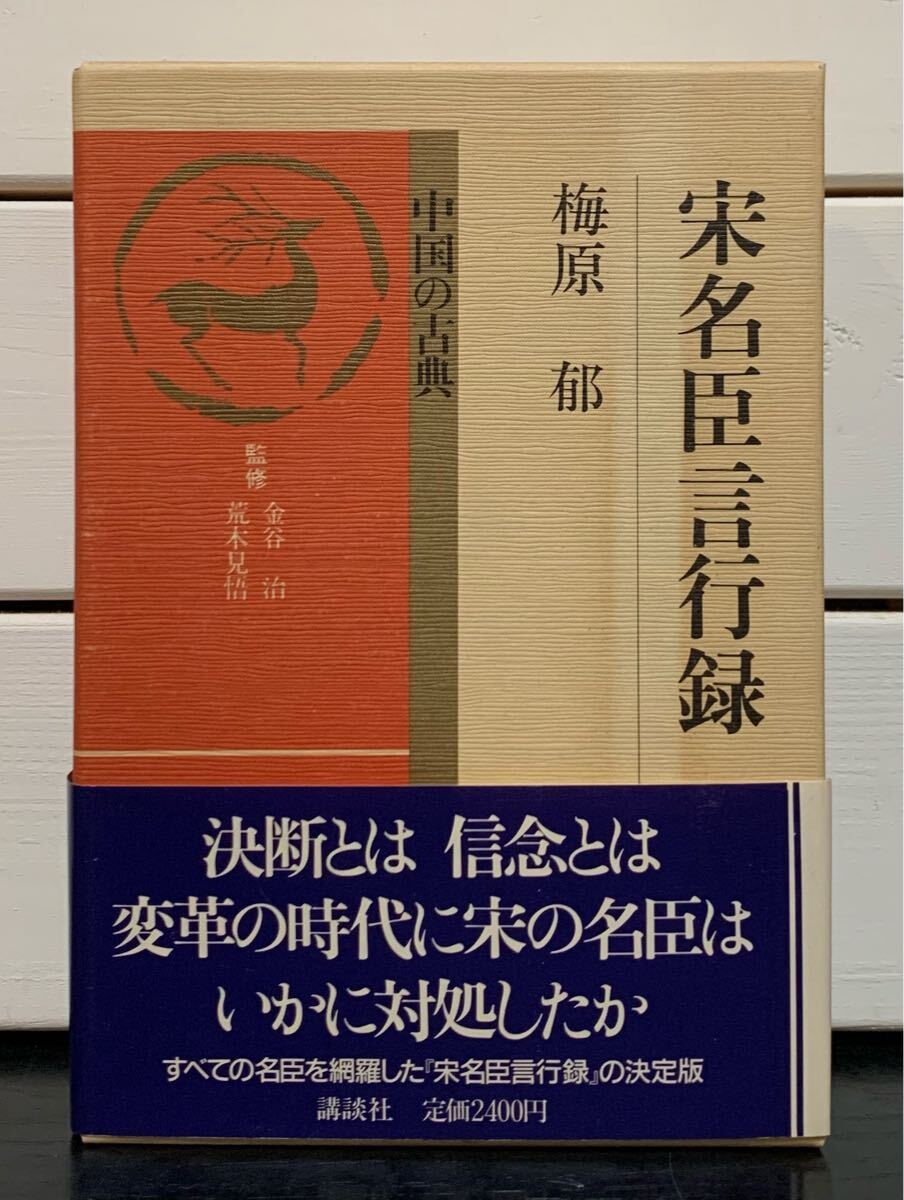 宋名臣言行録
梅原 郁
中国の古典
監修
金谷 治
荒木見悟
決断とは 信念とは
変革の時代に宋の名臣は
いかに対処したか
すべての名臣を網羅した『宋名臣言行録』の決定版
講談社 定価2400円